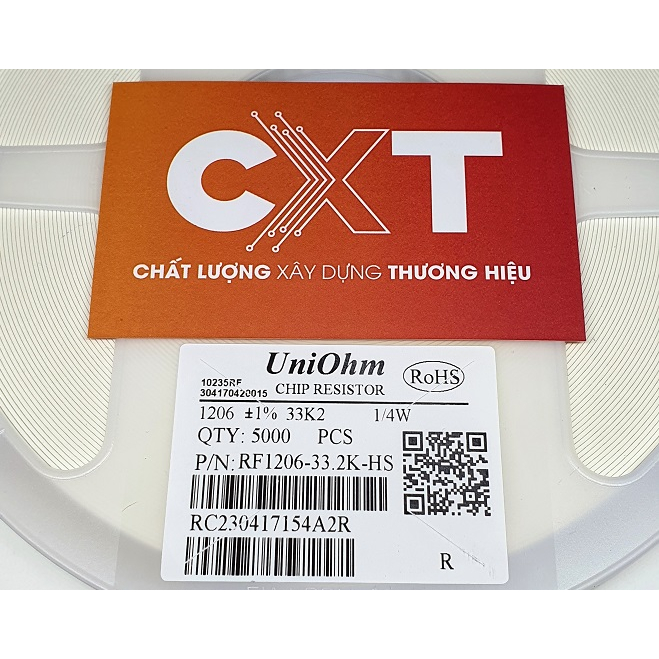 CXT
CHẤT LƯỢNG XÂY DỰNG THƯƠNG HIỆU
UniOhm
10235RF
304170420015
CHIP RESISTOR
RoHS
1206 ±1% 33K2 1/4W
QTY: 5000 PCS
P/N: RF1206-33.2K-HS
RC230417154A2R
R